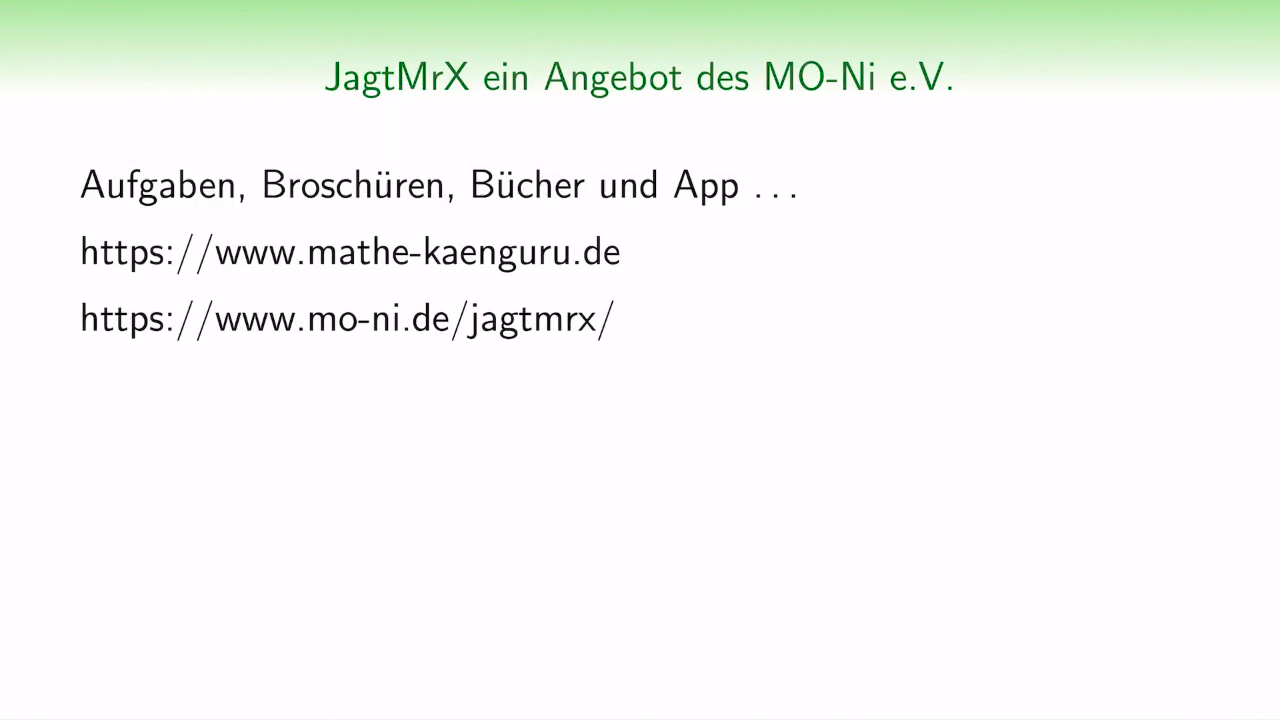 JagtMrX ein Angebot des MO-Ni e.V.
Aufgaben, Broschüren, Bücher und App . . .
https://www.mathe-kaenguru.de
https://www.mo-ni.de/jagtmrx/